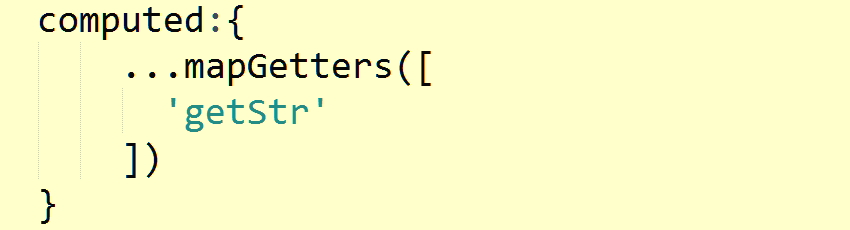 computed:{
...mapGetters([
'getStr'
])
}